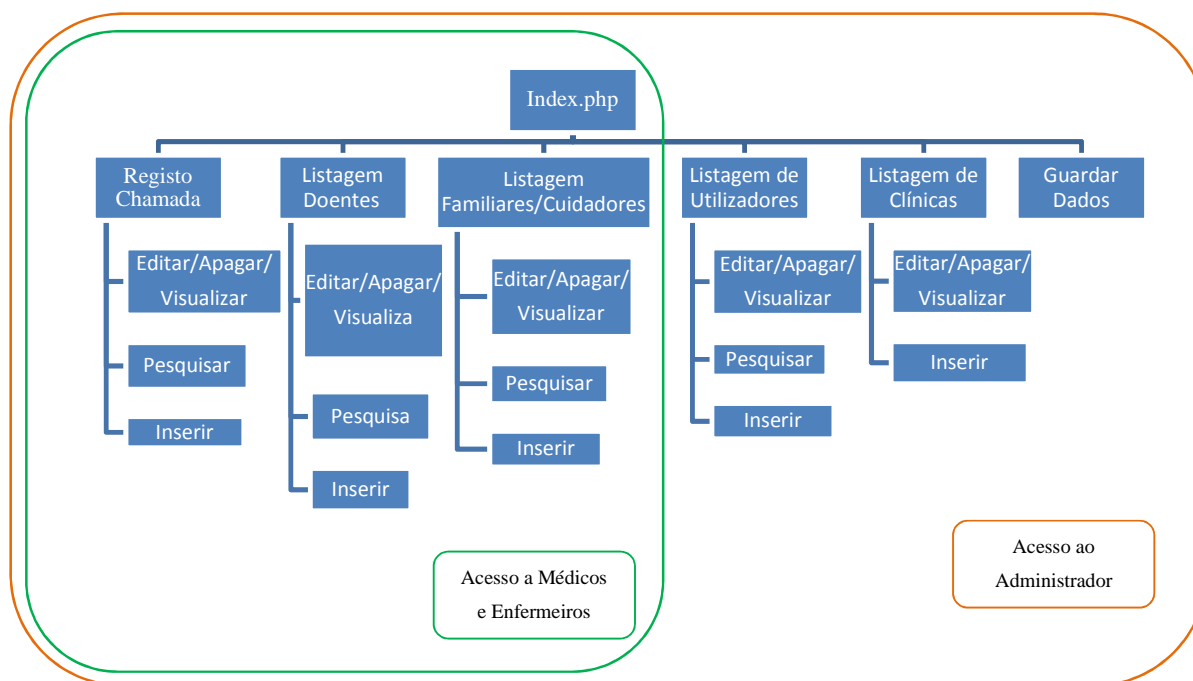 Index.php
Registo
Chamada
Listagem
Doentes
Listagem
Familiares/Cuidadores
Listagem de
Utilizadores
Listagem de
Clínicas
Guardar
Dados
Editar/Apagar/
Visualizar
Pesquisar
Inserir
Editar/Apagar/
Visualiza
Pesquisa
Inserir
Editar/Apagar/
Visualizar
Pesquisar
Inserir
Editar/Apagar/
Visualizar
Pesquisar
Inserir
Editar/Apagar/
Visualizar
Inserir
Acesso a Médicos
e Enfermeiros
Acesso ao
Administrador